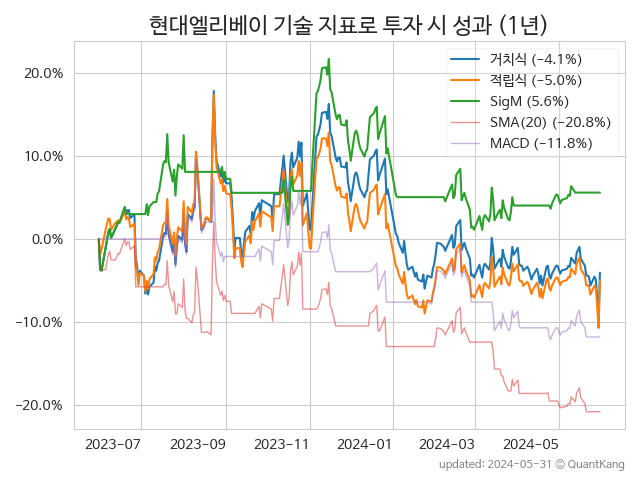 현대엘리베이 기술 지표로 투자 시 성과 (1년)
거치식 (−4.1%)
적립식 (−5.0%)
SigM (5.6%)
SMA(20) (−20.8%)
MACD (−11.8%)
20.0%
10.0%
0.0%
−10.0%
−20.0%
2023-07 2023-09 2023-11 2024-01 2024-03 2024-05
updated: 2024-05-31 © QuantKang